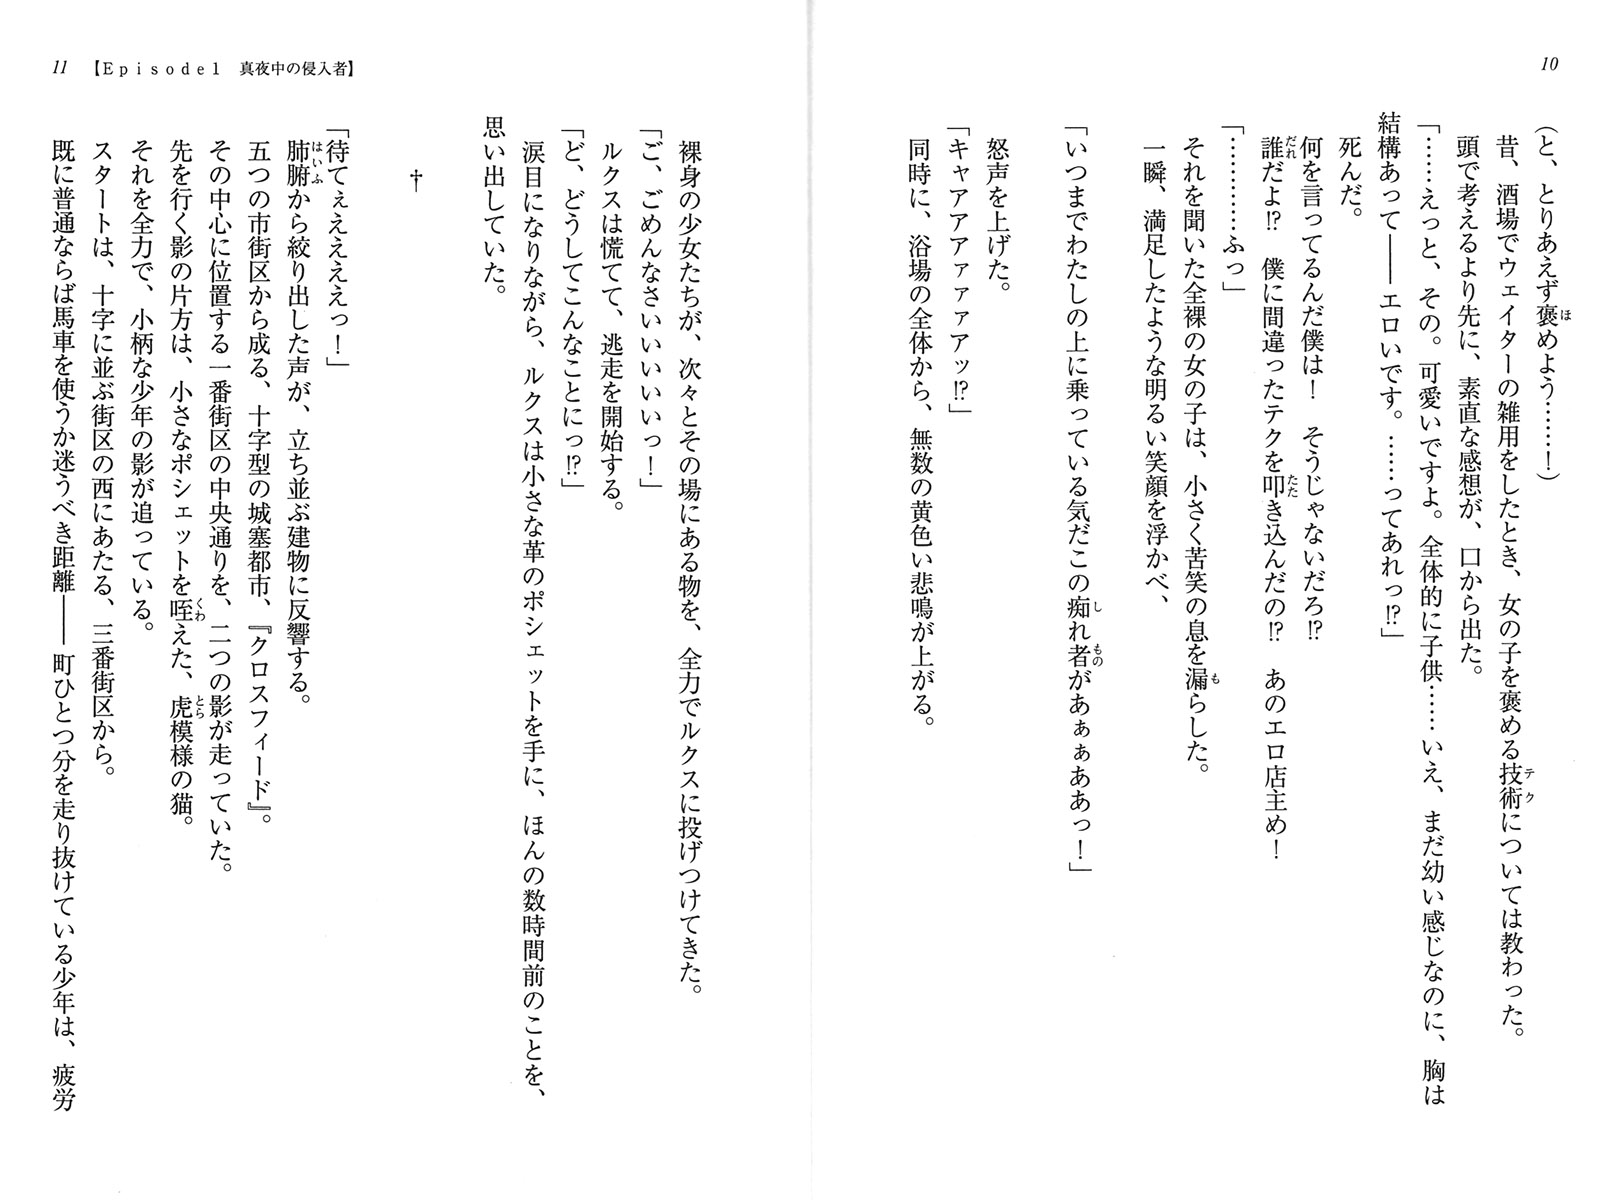 10
(と、とりあえず褒めよう……！)
昔、酒場でウェイターの雑用をしたとき、女の子を褒める技術については教わった。
頭で考えるより先に、素直な感想が、口から出た。
「……えっと、その。可愛いですよ。全体的に子供……いえ、まだ幼い感じなのに、胸は
結構あって――エロいです。……ってあれっ!?」
死んだ。
何を言ってるんだ僕は！　そうじゃないだろ!?
誰だよ!?　僕に間違ったテクを叩き込んだの!?　あのエロ店主め！
「…………ふっ」
それを聞いた全裸の女の子は、小さく苦笑の息を漏らした。
一瞬、満足したような明るい笑顔を浮かべ、
「いつまでわたしの上に乗っている気だこの痴れ者があぁぁああっ！」
怒声を上げた。
「キャアアアァァァアッ!?」
同時に、浴場の全体から、無数の黄色い悲鳴が上がる。
11 【Episode1　真夜中の侵入者】
裸身の少女たちが、次々とその場にある物を、全力でルクスに投げつけてきた。
「ご、ごめんなさいいいいいっ！」
ルクスは慌てて、逃走を開始する。
「ど、どうしてこんなことにっ!?」
涙目になりながら、ルクスは小さな革のポシェットを手に、ほんの数時間前のことを、
思い出していた。
†
「待てぇえええええっ！」
肺腑から絞り出した声が、立ち並ぶ建物に反響する。
五つの市街区から成る、十字型の城塞都市、『クロスフィード』。
その中心に位置する一番街区の中央通りを、二つの影が走っていた。
先を行く影の片方は、小さなポシェットを咥えた、虎模様の猫。
それを全力で、小柄な少年の影が追っている。
スタートは、十字に並ぶ街区の西にあたる、三番街区から。
既に普通ならば馬車を使うか迷うべき距離――町ひとつ分を走り抜けている少年は、疲労